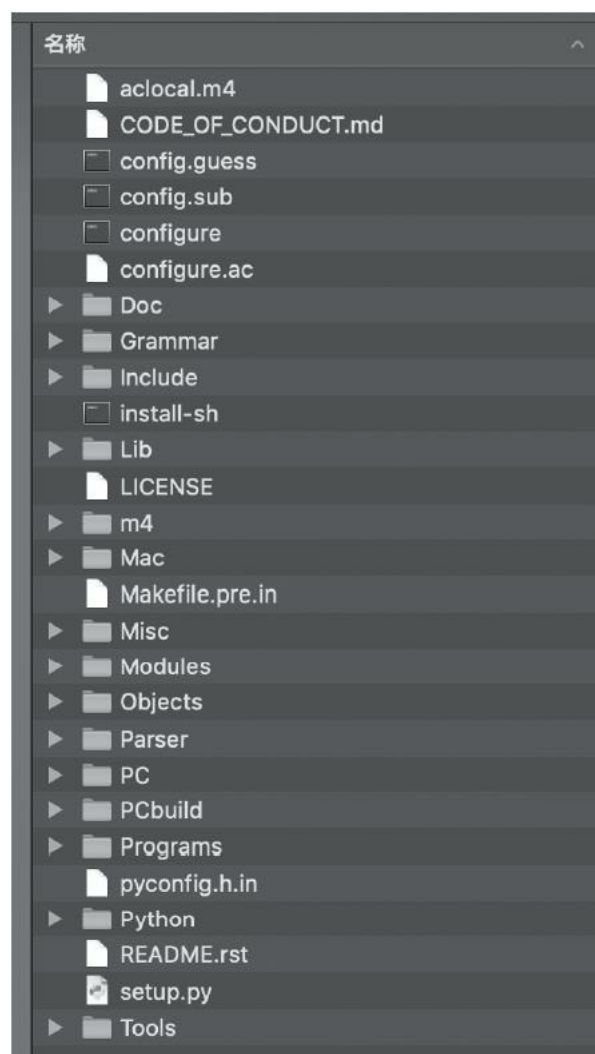 名称
aclocal.m4
CODE_OF_CONDUCT.md
config.guess
config.sub
configure
configure.ac
Doc
Grammar
Include
install-sh
Lib
LICENSE
m4
Mac
Makefile.pre.in
Misc
Modules
Objects
Parser
PC
PCbuild
Programs
pyconfig.h.in
Python
README.rst
setup.py
Tools